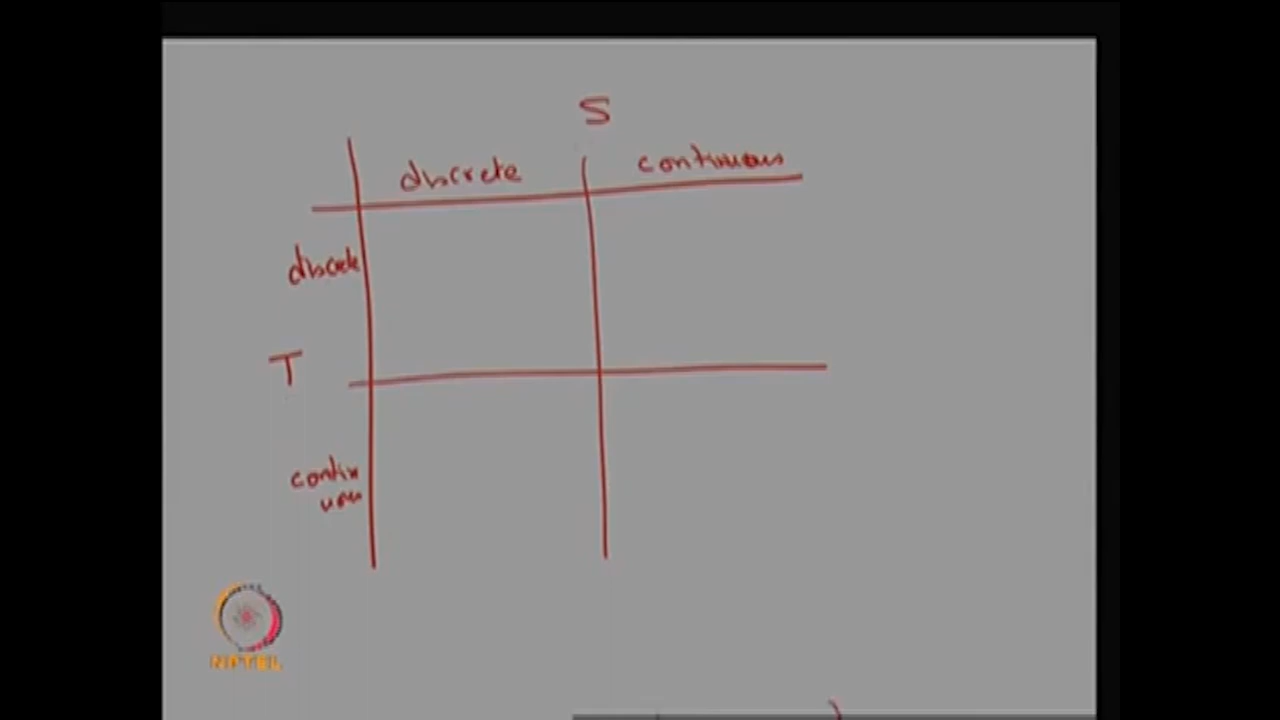 S
discrete continuous
discrete
T
contin
uous
NPTEL